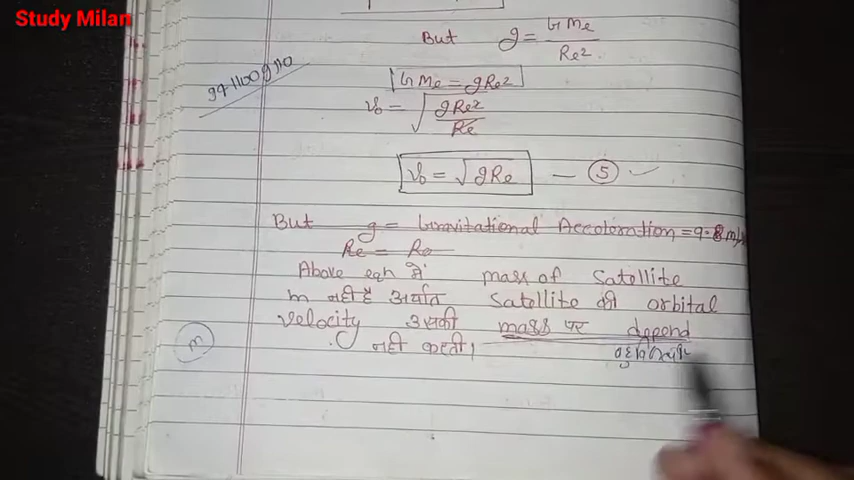 Study Milan
But g = GMe / Re2
GMe = gRe2
v0 = √gRe2 / Re
v0 = √gRe — 5
But g = Gravitational Acceleration = 9.8 m/
Re = Re
Above eqn में mass of Satellite
m नहीं है अर्थात Satellite की orbital
velocity उसकी mass पर depend
m नहीं करती।